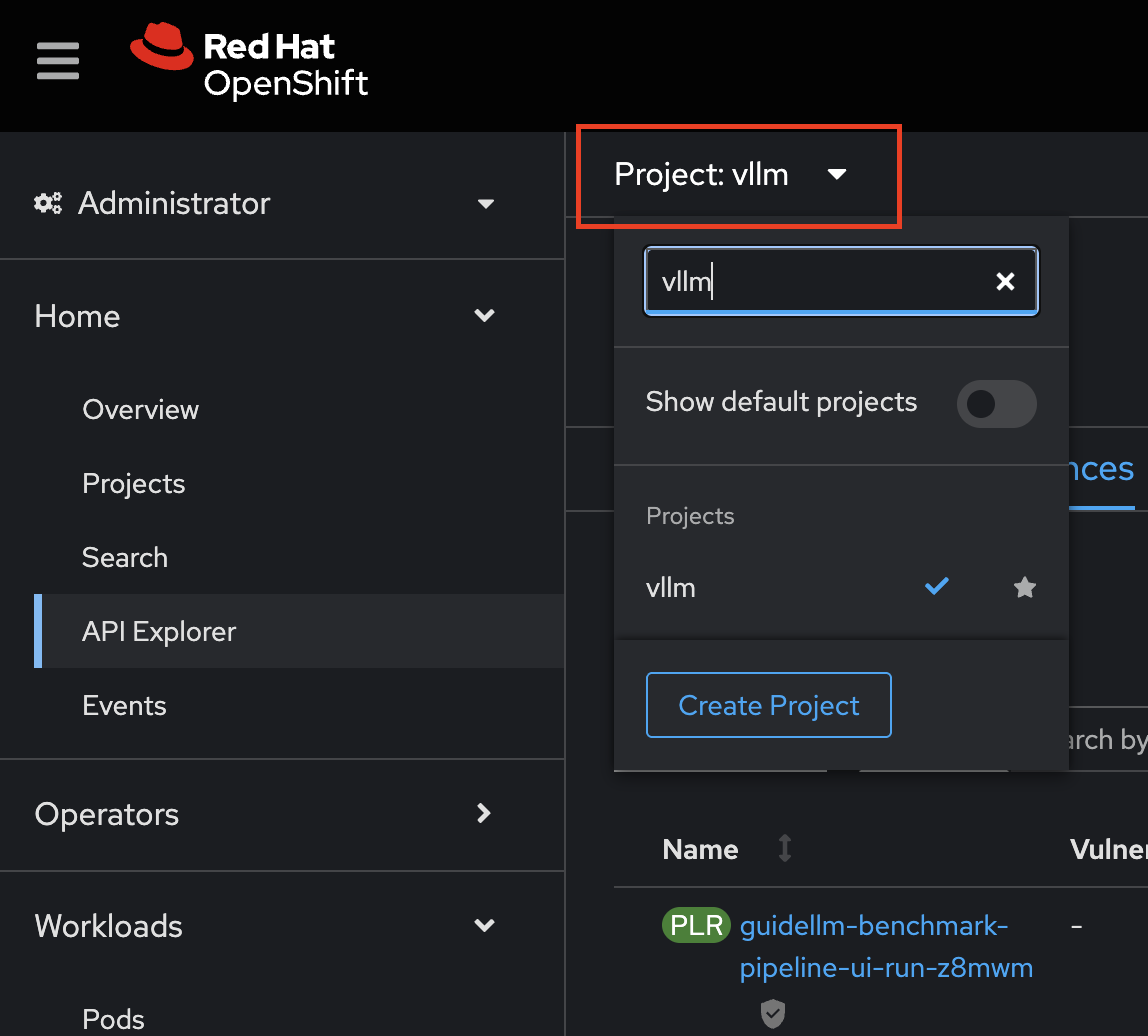 Red Hat
OpenShift
Administrator
Home
Overview
Projects
Search
API Explorer
Events
Operators
Workloads
Pods
Project: vllm
vllm
Show default projects
Projects
vllm
Create Project
nces
arch by
Name
Vulner
PLR guidellm-benchmark-
pipeline-ui-run-z8mwm
-